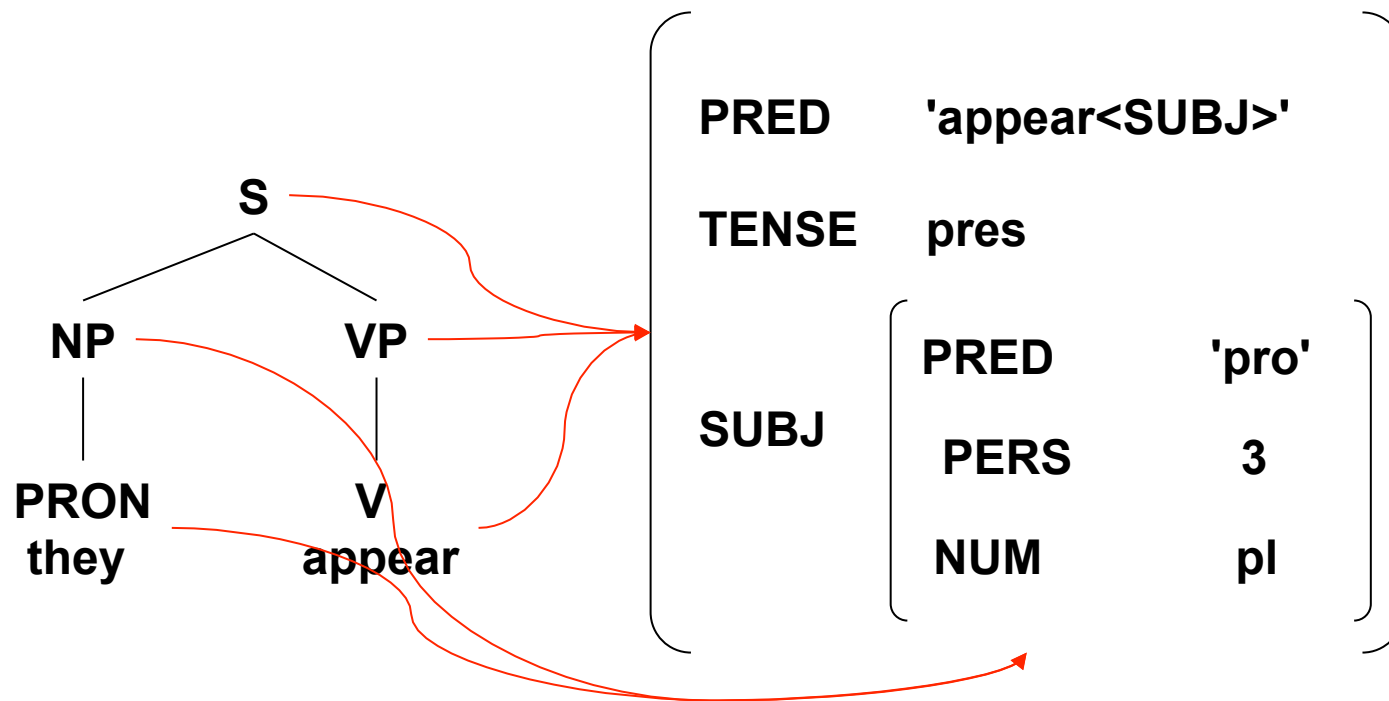 S
NP VP
PRON V
they appear
PRED 'appear<SUBJ>'
TENSE pres
SUBJ
PRED 'pro'
PERS 3
NUM pl